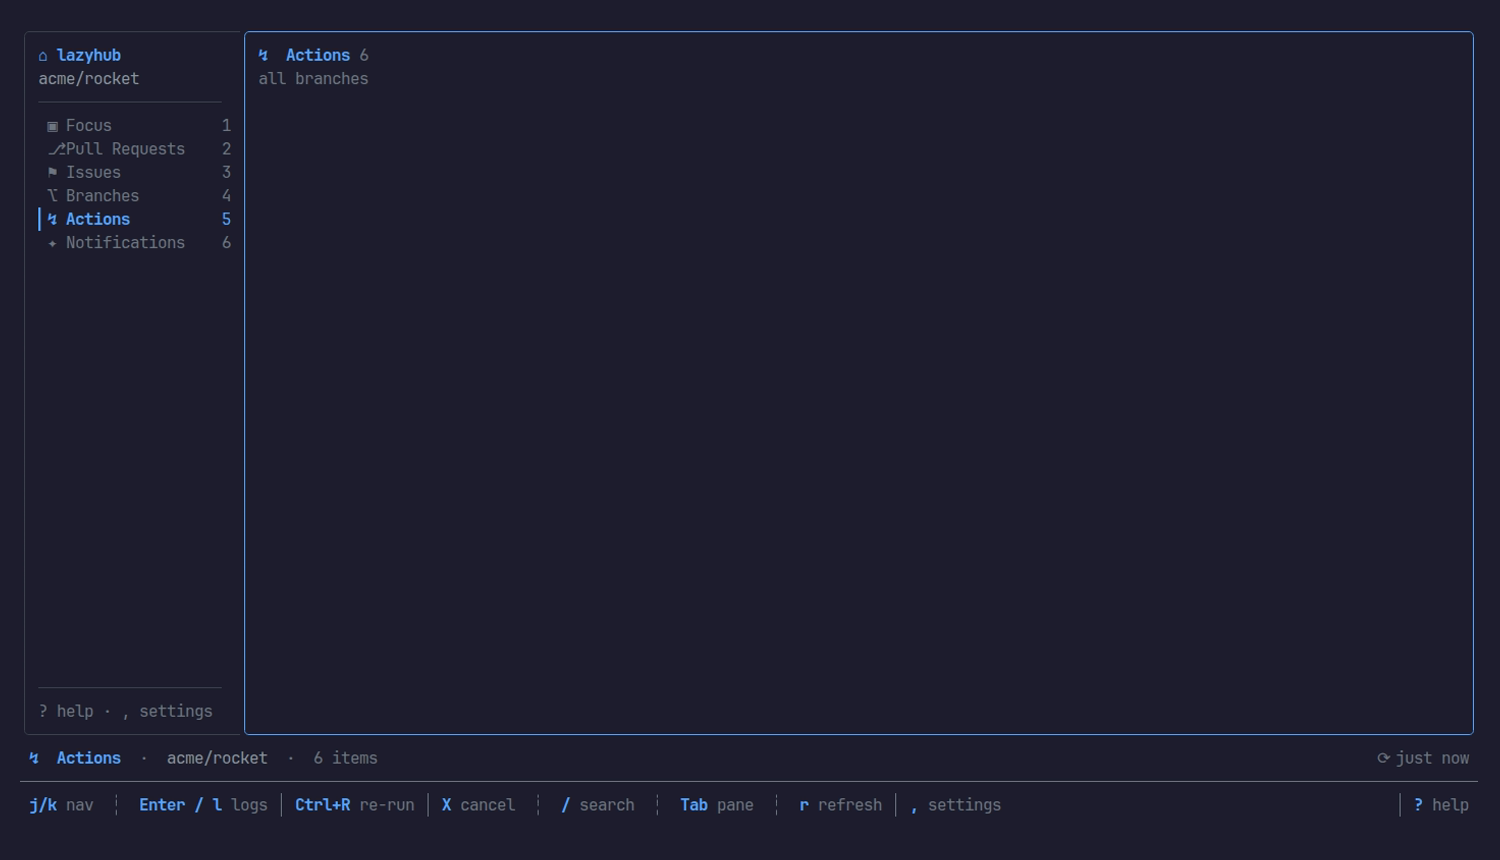 ⌂ lazyhub
acme/rocket
▣ Focus 1
⎇Pull Requests 2
⚑ Issues 3
⌥ Branches 4
↯ Actions 5
✦ Notifications 6
? help · , settings
↯ Actions 6
all branches
↯ Actions · acme/rocket · 6 items ⟳ just now
j/k nav ┆ Enter / l logs │ Ctrl+R re-run │ X cancel ┆ / search ┆ Tab pane ┆ r refresh │ , settings │ ? help